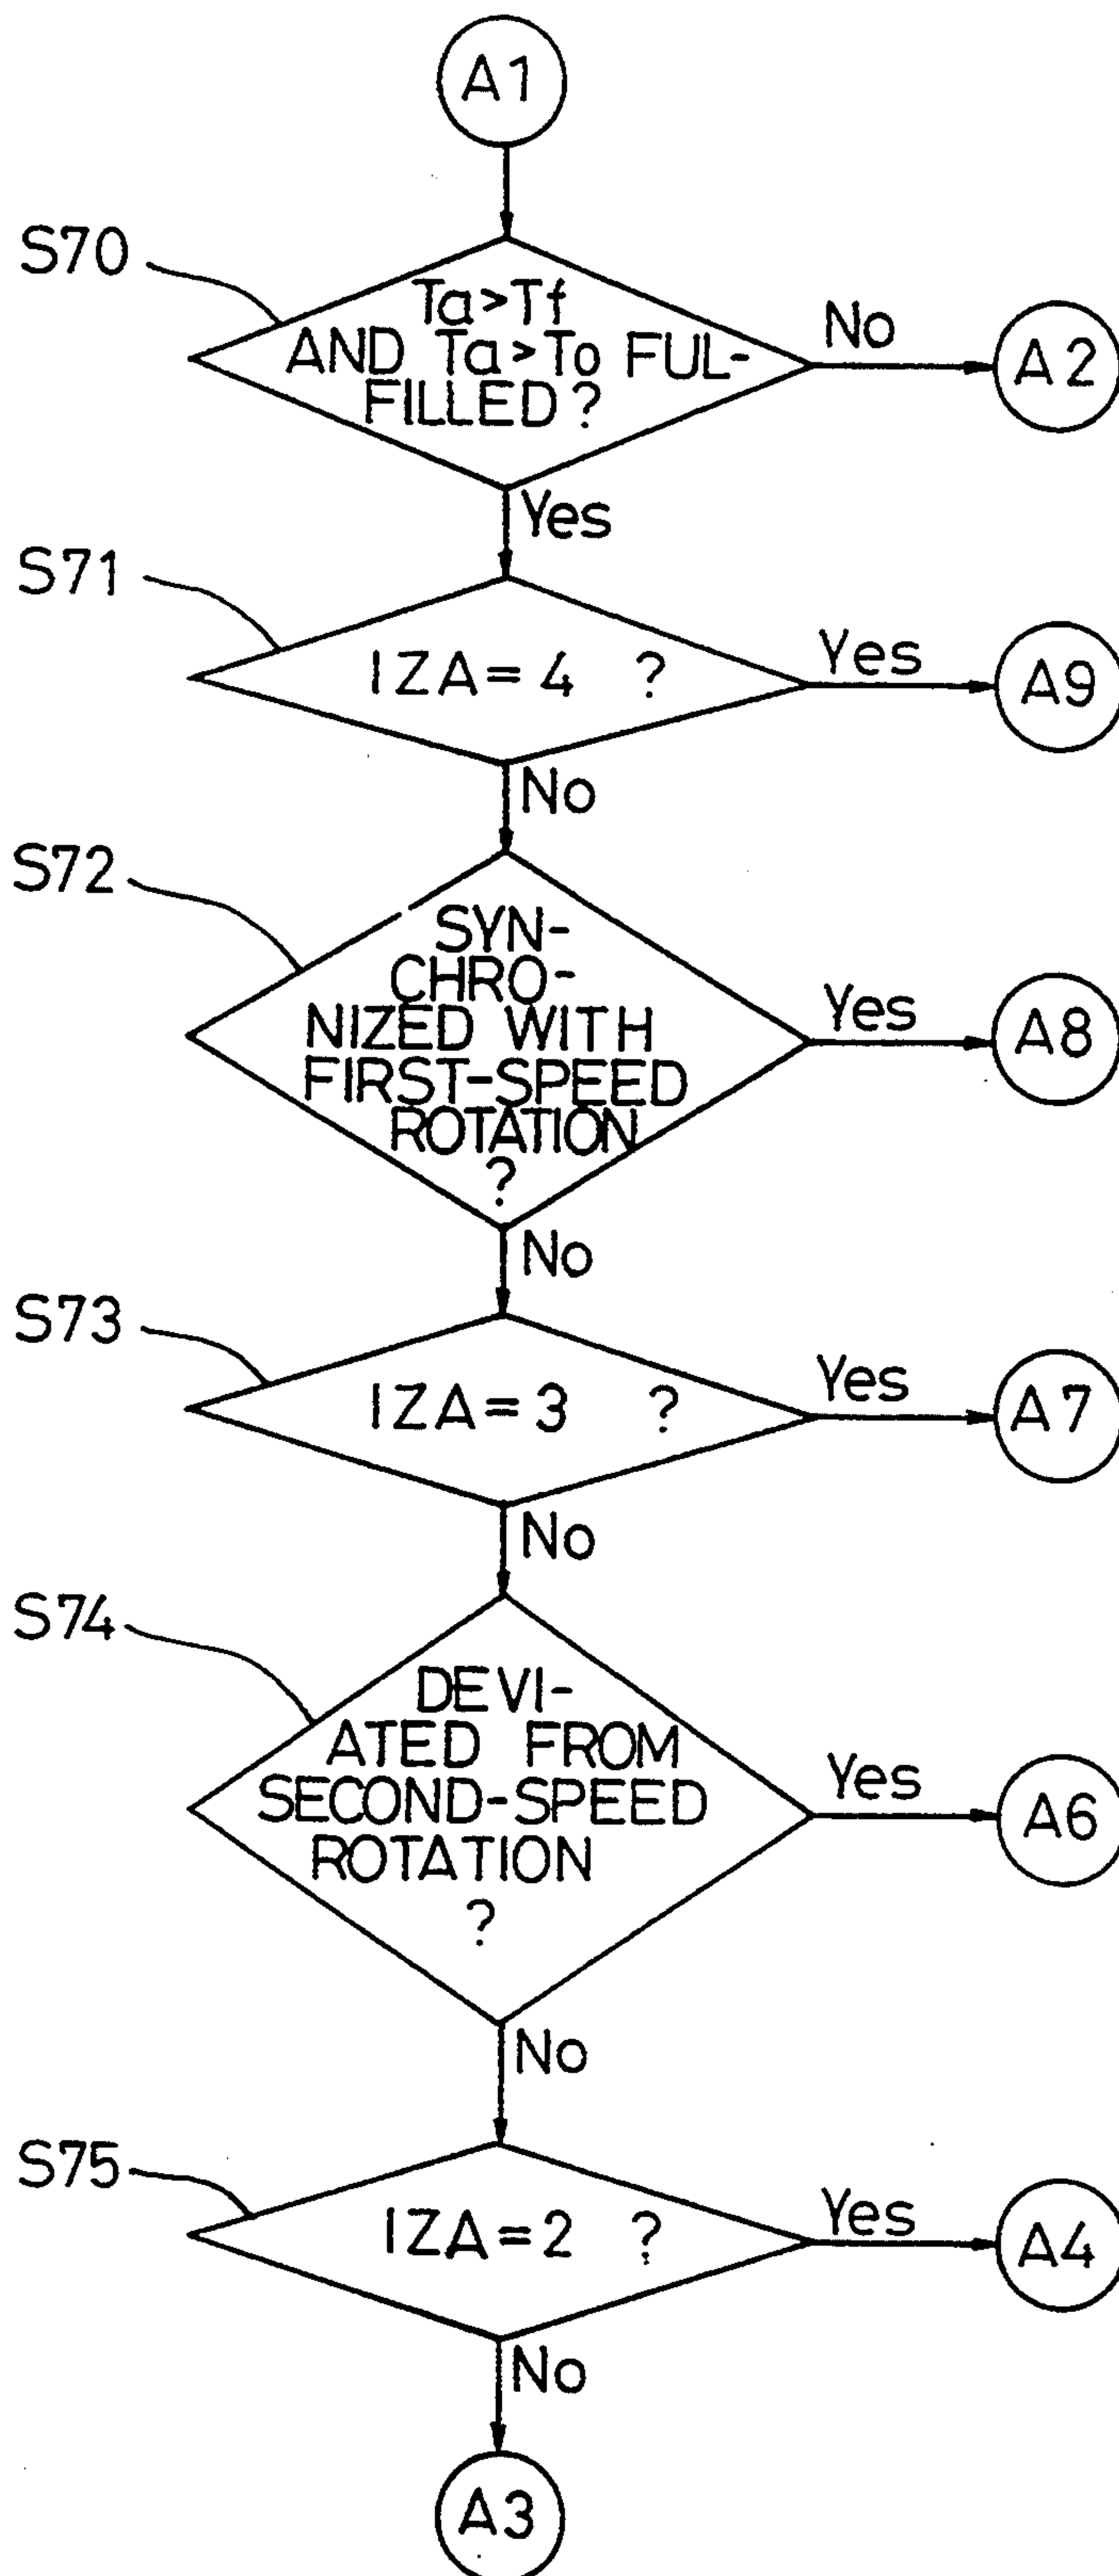 A1
S70
Ta>Tf
AND Ta>To FUL-
FILLED?
No
A2
Yes
S71
IZA=4 ?
Yes
A9
No
S72
SYN-
CHRO-
NIZED WITH
FIRST-SPEED
ROTATION
?
Yes
A8
No
S73
IZA=3 ?
Yes
A7
No
S74
DEVI-
ATED FROM
SECOND-SPEED
ROTATION
?
Yes
A6
No
S75
IZA=2 ?
Yes
A4
No
A3